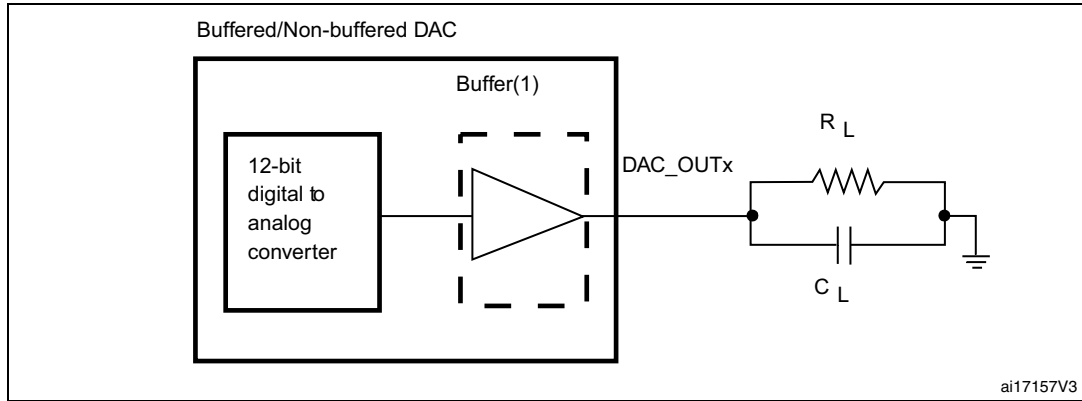 Buffered/Non-buffered DAC
Buffer(1)
12-bit
digital to
analog
converter
DAC_OUTx
R L
C L
ai17157V3